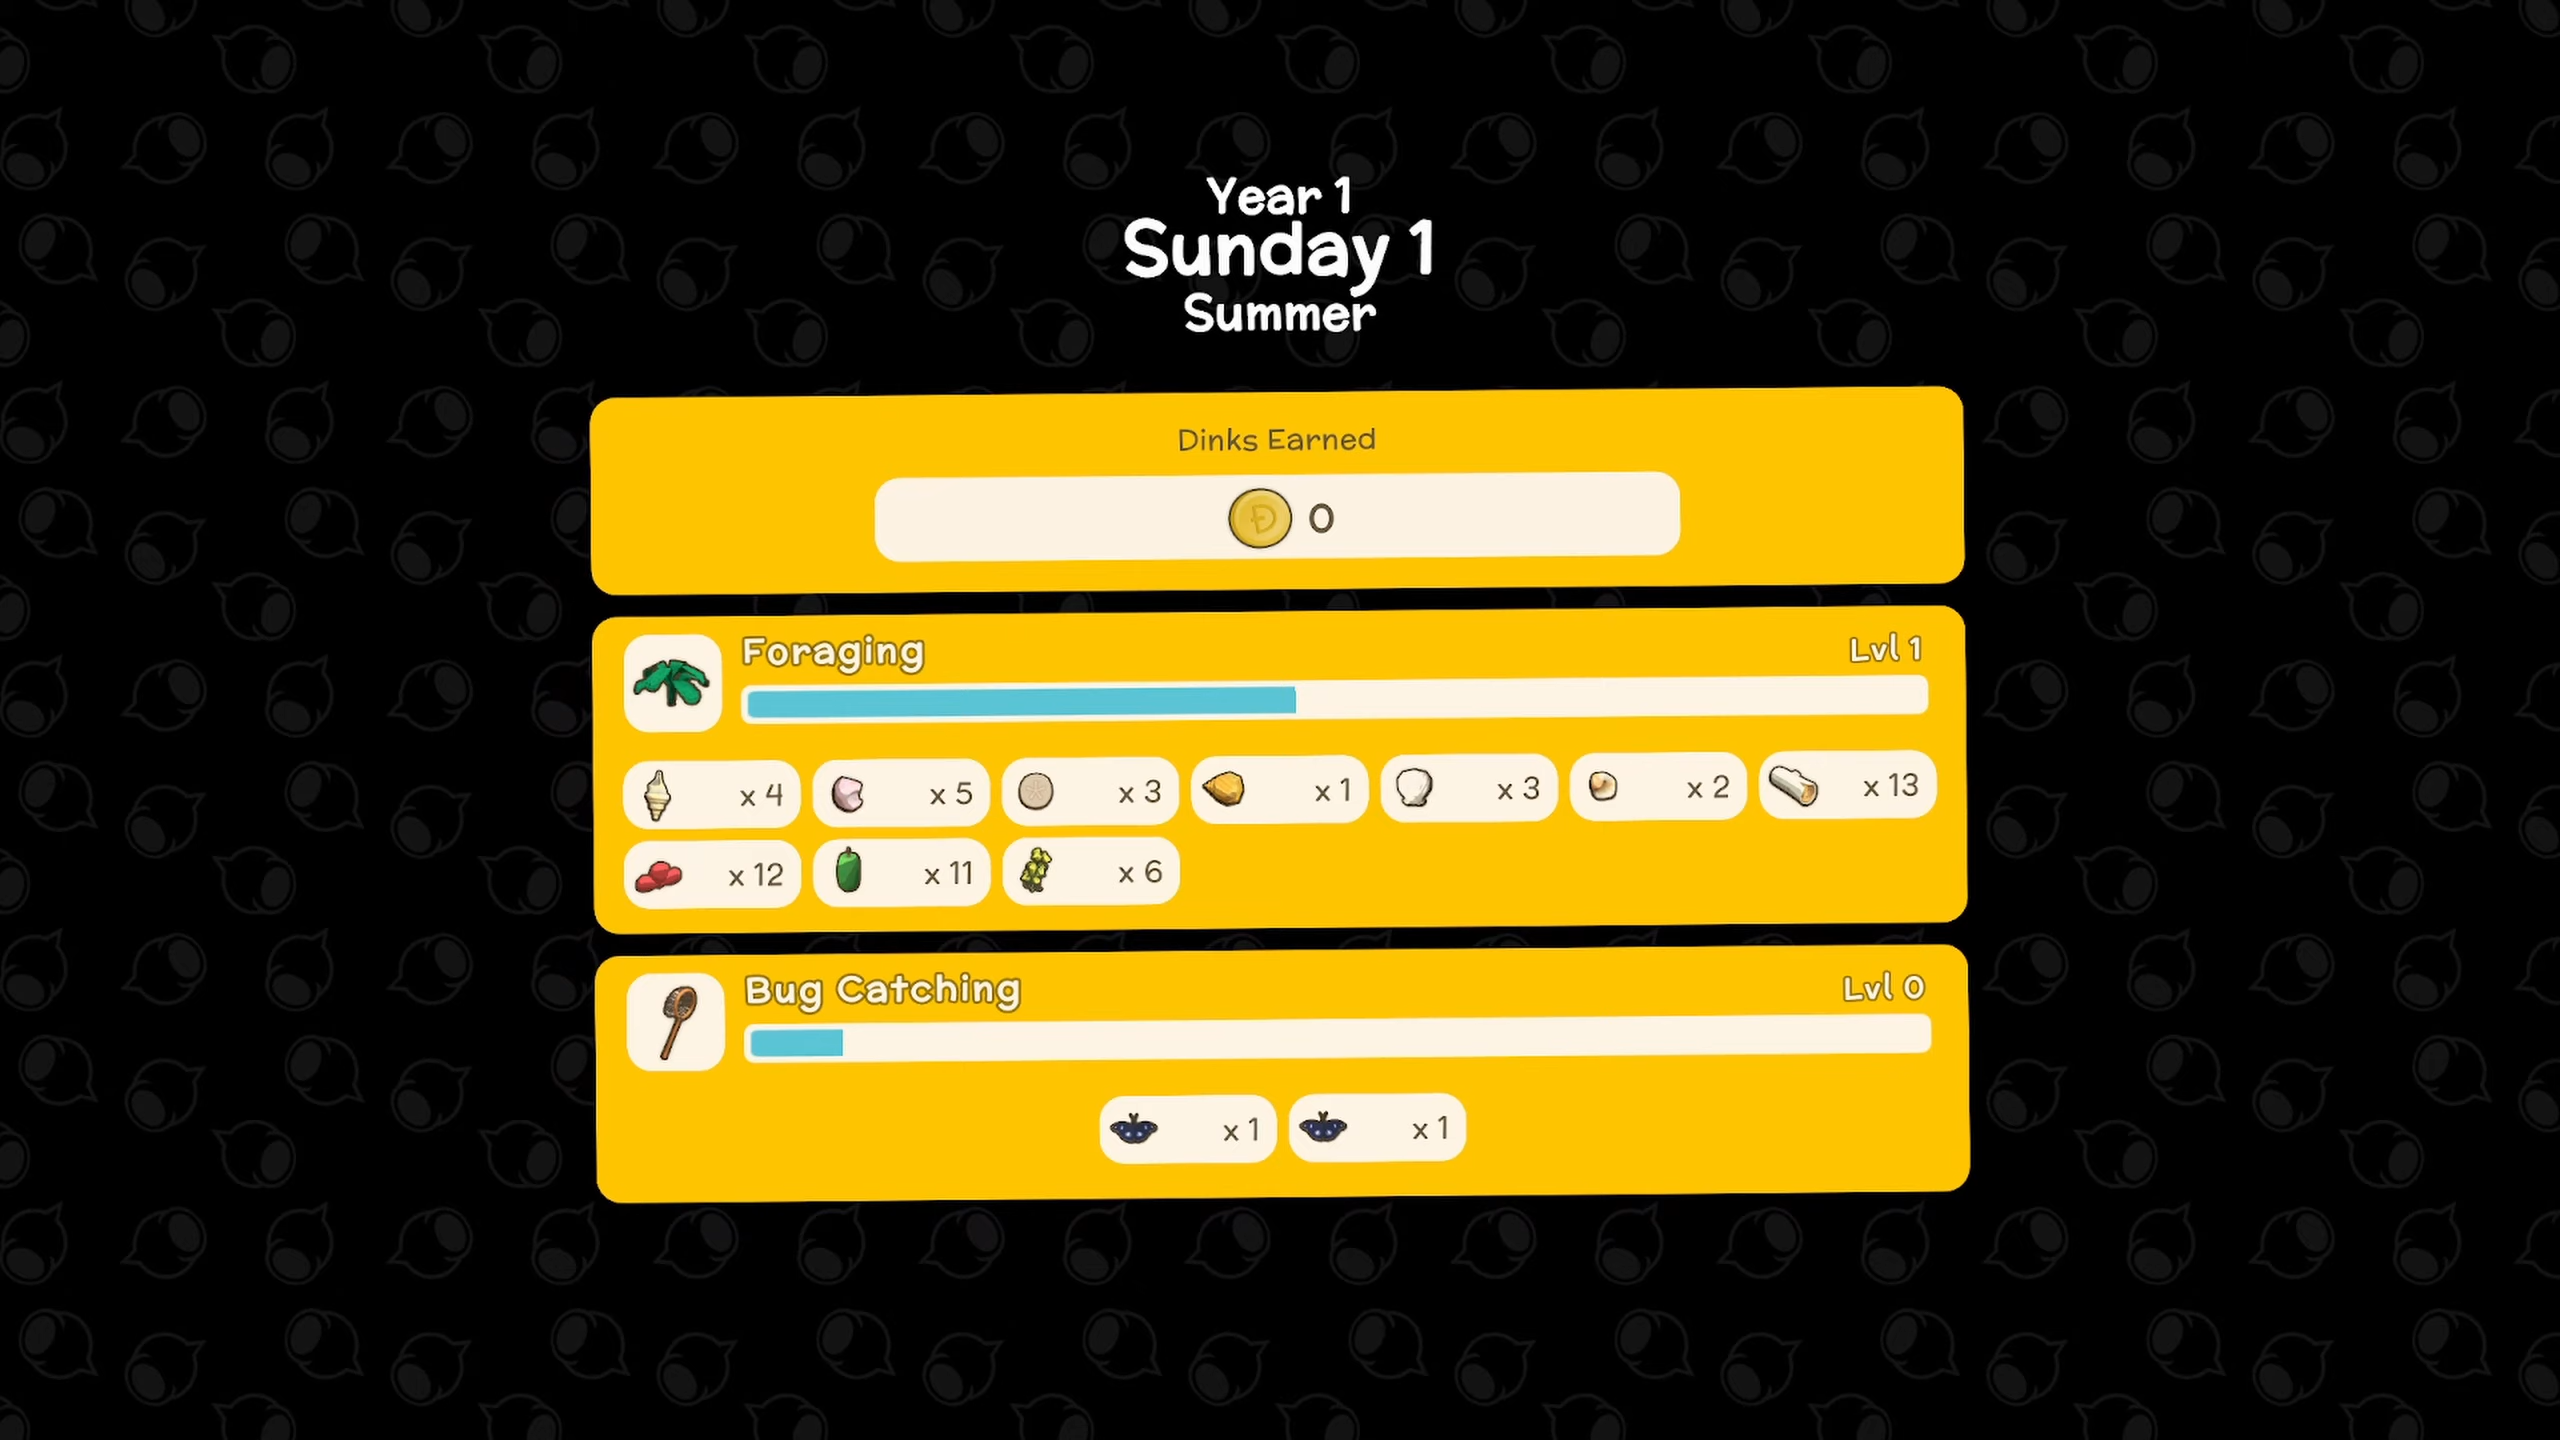 Year 1
Sunday 1
Summer
Dinks Earned
Đ 0
Foraging Lvl 1
x 4 x 5 x 3 x 1 x 3 x 2 x 13
x 12 x 11 x 6
Bug Catching Lvl 0
x 1 x 1